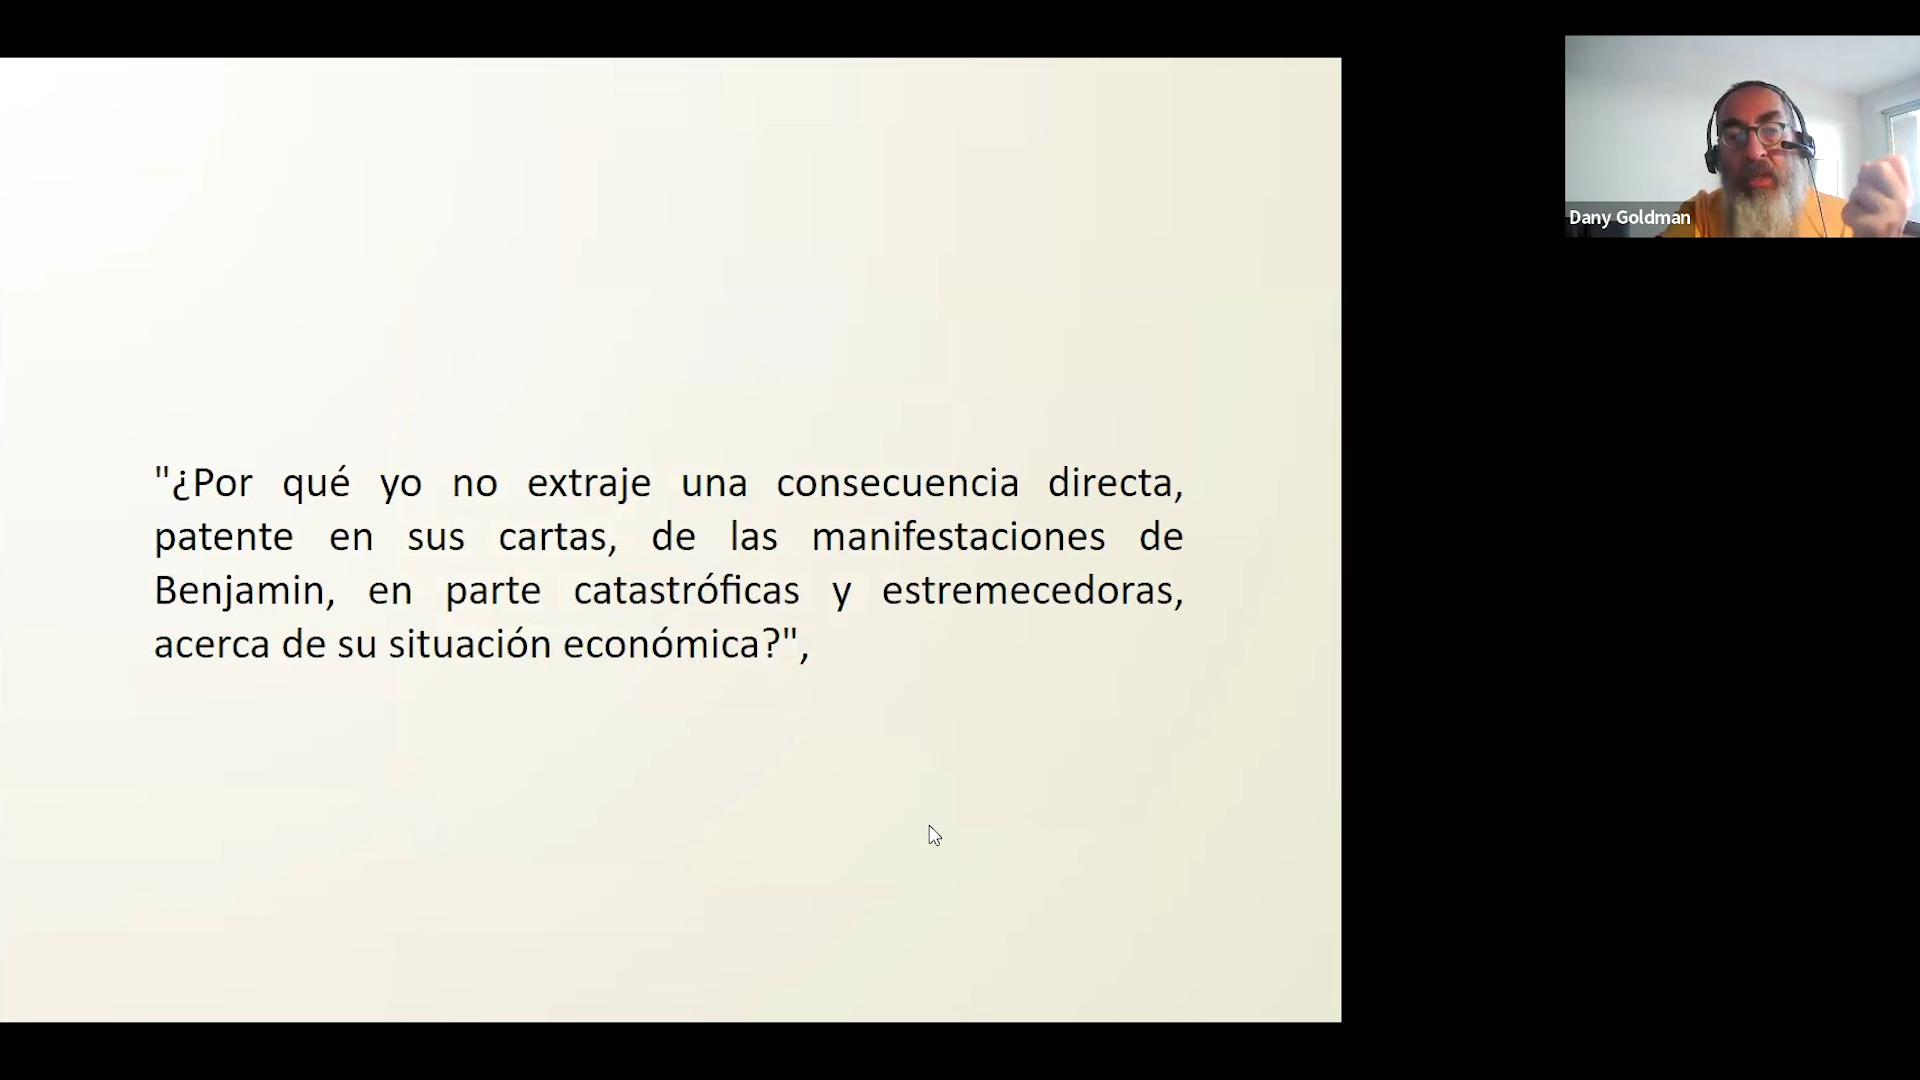 "¿Por qué yo no extraje una consecuencia directa,
patente en sus cartas, de las manifestaciones de
Benjamin, en parte catastróficas y estremecedoras,
acerca de su situación económica?",
Dany Goldman